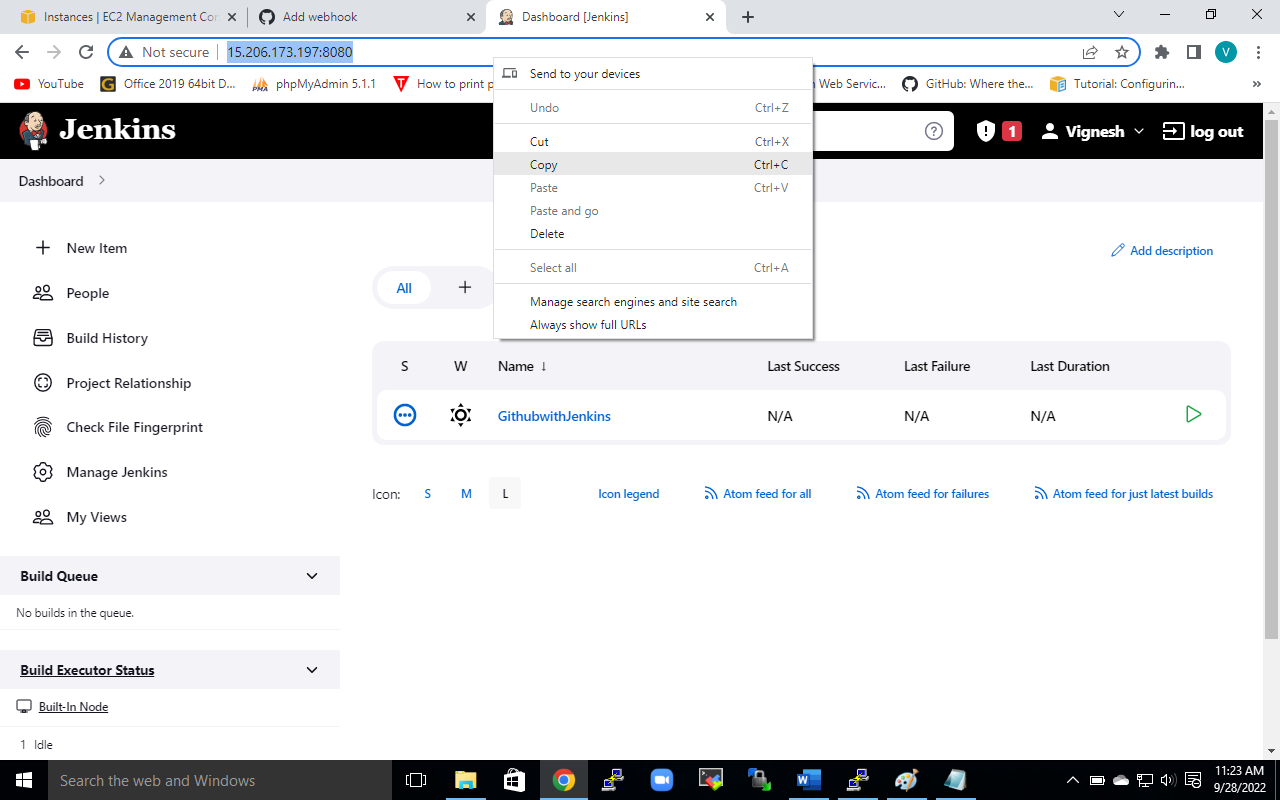 Instances | EC2 Management Con
Add webhook
Dashboard [Jenkins]
Not secure
15.206.173.197:8080
V
YouTube
Office 2019 64bit D...
phpMyAdmin 5.1.1
How to print p
n Web Servic...
GitHub: Where the...
Tutorial: Configurin...
»
Send to your devices
Undo Ctrl+Z
Cut Ctrl+X
Copy Ctrl+C
Paste Ctrl+V
Paste and go
Delete
Select all Ctrl+A
Manage search engines and site search
Always show full URLs
Jenkins
1
Vignesh
log out
Dashboard
New Item
People
Build History
Project Relationship
Check File Fingerprint
Manage Jenkins
My Views
Add description
All
+
S W Name ↓ Last Success Last Failure Last Duration
GithubwithJenkins N/A N/A N/A
Icon: S M L
Icon legend
Atom feed for all
Atom feed for failures
Atom feed for just latest builds
Build Queue
No builds in the queue.
Build Executor Status
Built-In Node
1 Idle
Search the web and Windows
11:23 AM
9/28/2022